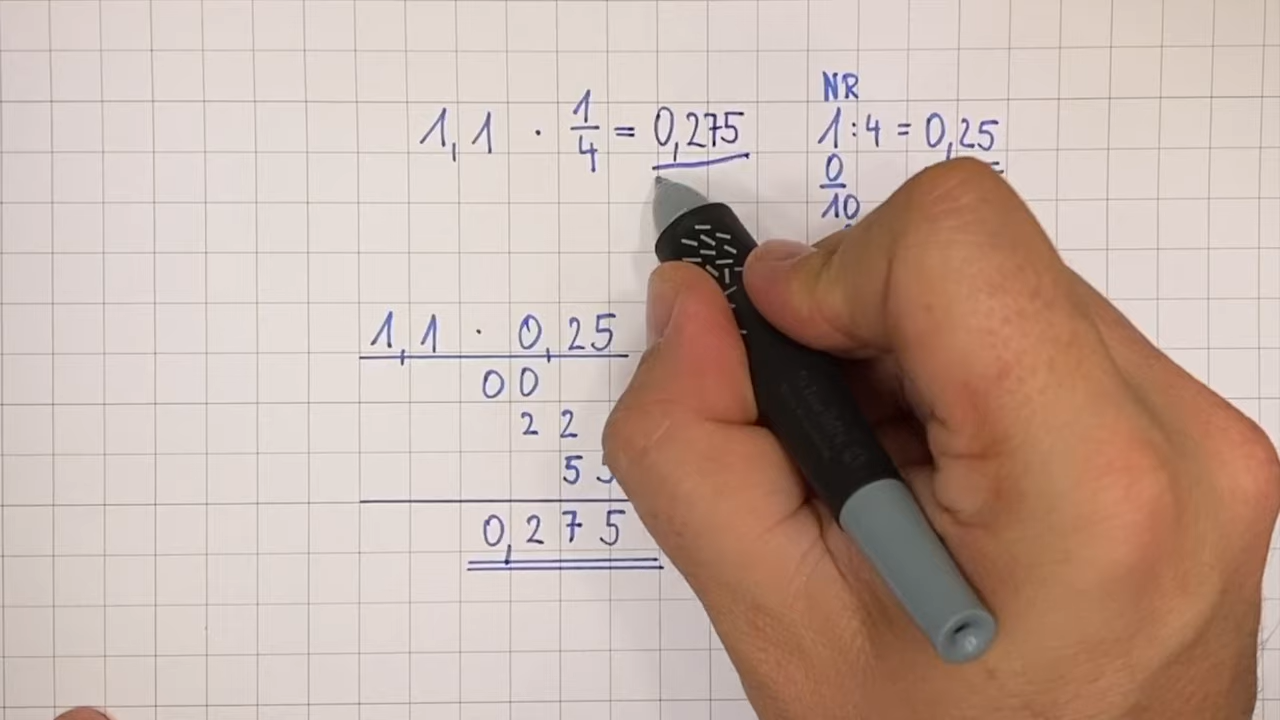 1,1 · 1/4 = 0,275
NR
1:4 = 0,25
0
10
1,1 · 0,25
00
22
5
0,275